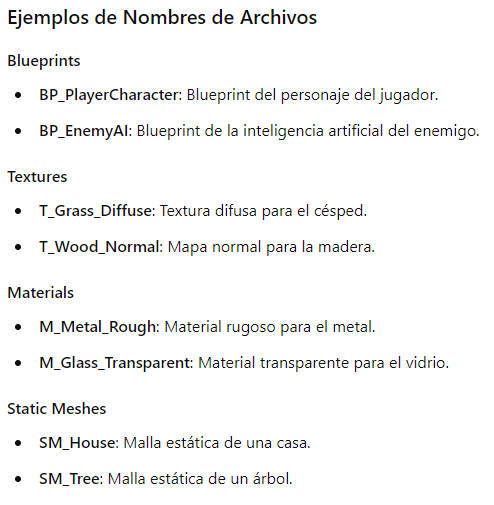 Ejemplos de Nombres de Archivos
Blueprints
• BP_PlayerCharacter: Blueprint del personaje del jugador.
• BP_EnemyAI: Blueprint de la inteligencia artificial del enemigo.
Textures
• T_Grass_Diffuse: Textura difusa para el césped.
• T_Wood_Normal: Mapa normal para la madera.
Materials
• M_Metal_Rough: Material rugoso para el metal.
• M_Glass_Transparent: Material transparente para el vidrio.
Static Meshes
• SM_House: Malla estática de una casa.
• SM_Tree: Malla estática de un árbol.